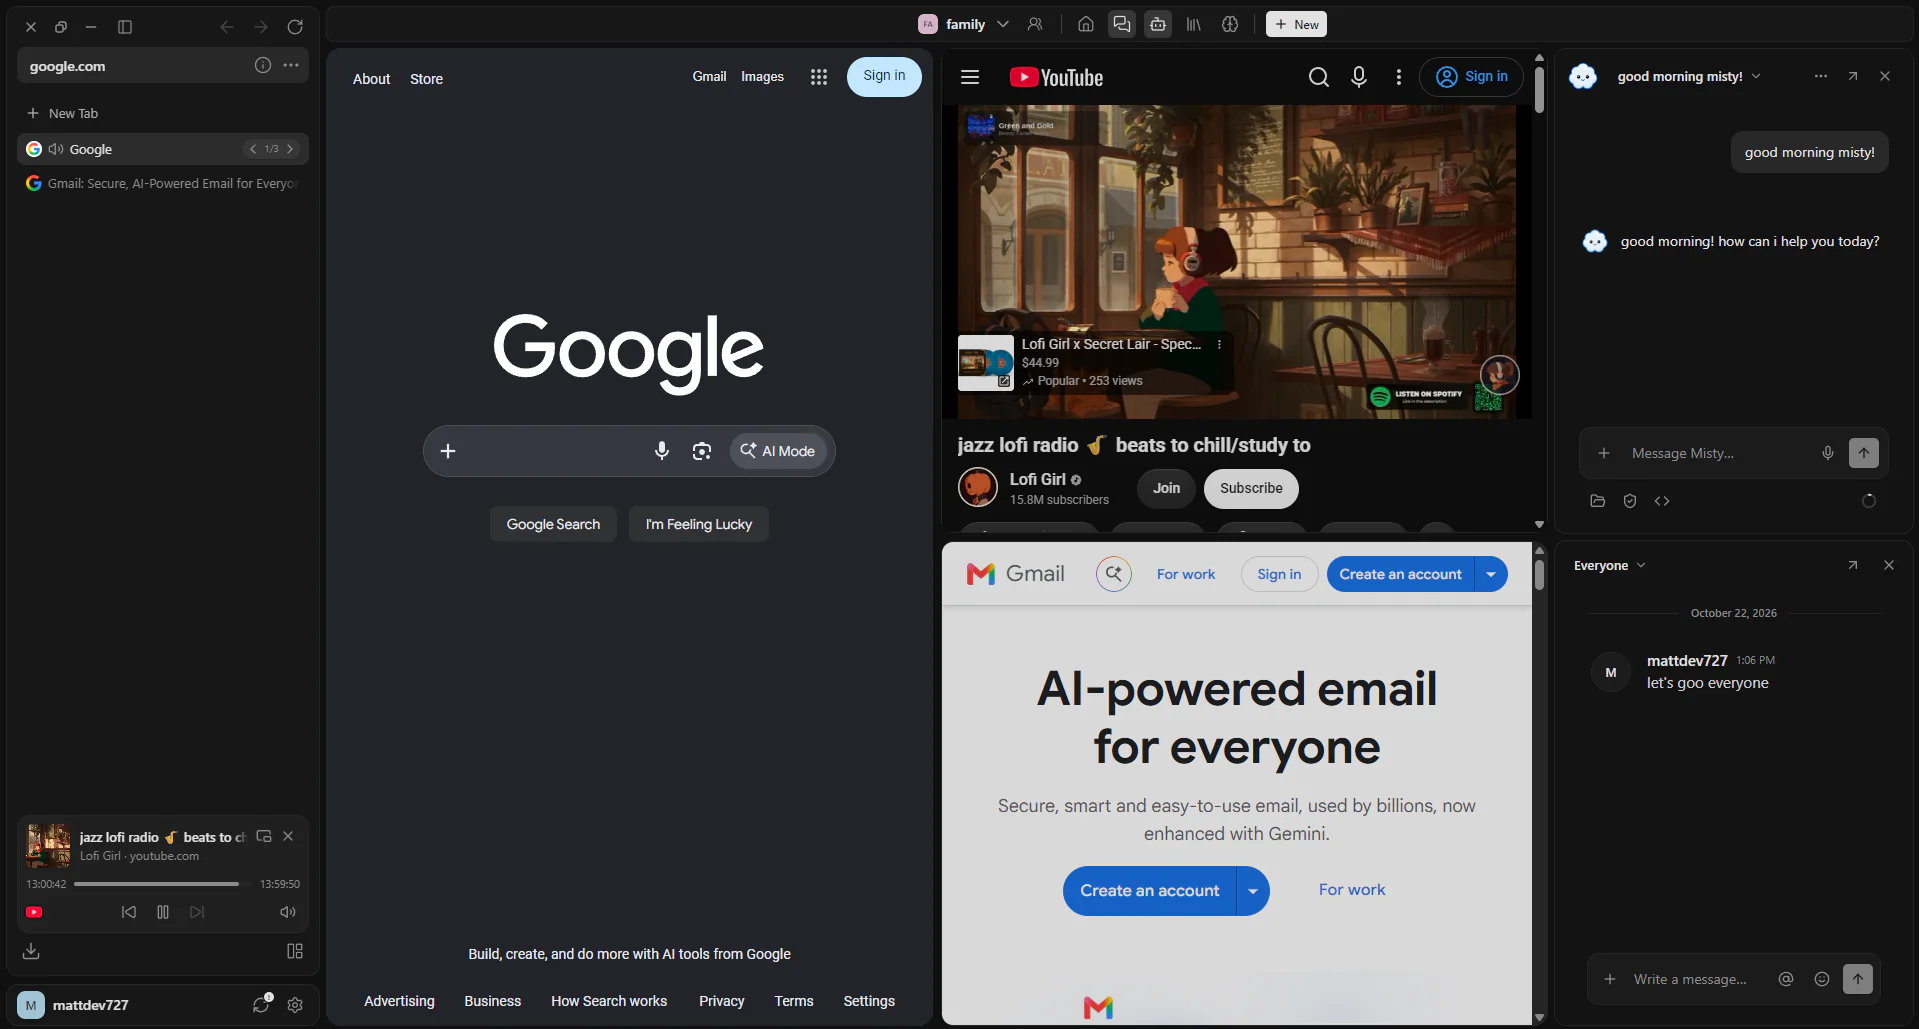 google.com
New Tab
Google
1/3
Gmail: Secure, AI-Powered Email for Everyo
jazz lofi radio 🎷 beats to ch
Lofi Girl · youtube.com
13:00:42
13:59:50
M
mattdev727
FA
family
New
About
Store
Gmail
Images
Sign in
Google
AI Mode
Google Search
I'm Feeling Lucky
Build, create, and do more with AI tools from Google
Advertising
Business
How Search works
Privacy
Terms
Settings
YouTube
Sign in
Green and Gold
Lofi Girl x Secret Lair - Spec...
$44.99
Popular • 253 views
LISTEN ON SPOTIFY
Link in the description
jazz lofi radio 🎷 beats to chill/study to
Lofi Girl
15.8M subscribers
Join
Subscribe
Gmail
For work
Sign in
Create an account
AI-powered email
for everyone
Secure, smart and easy-to-use email, used by billions, now
enhanced with Gemini.
Create an account
For work
good morning misty!
good morning misty!
good morning! how can i help you today?
Message Misty...
Everyone
October 22, 2026
M
mattdev727 1:06 PM
let's goo everyone
Write a message...